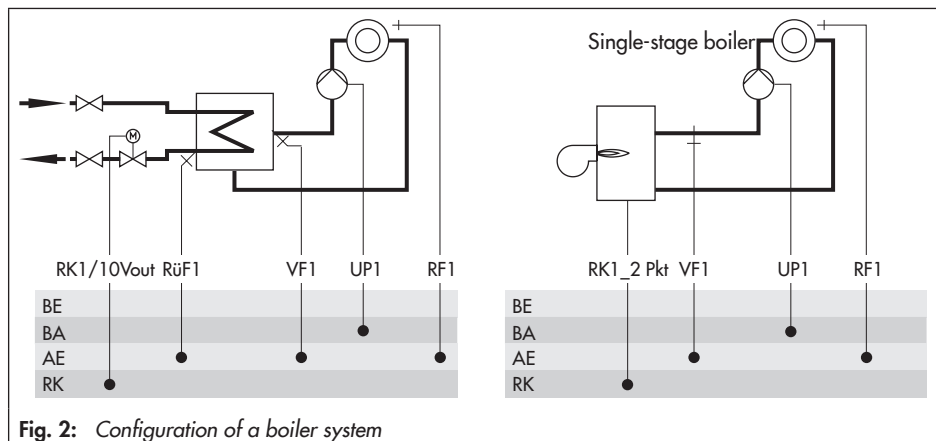 Single-stage boiler
M
RK1/10Vout RüF1 VF1 UP1 RF1
RK1_2 Pkt VF1 UP1 RF1
BE
BA
AE
RK
BE
BA
AE
RK
Fig. 2: Configuration of a boiler system